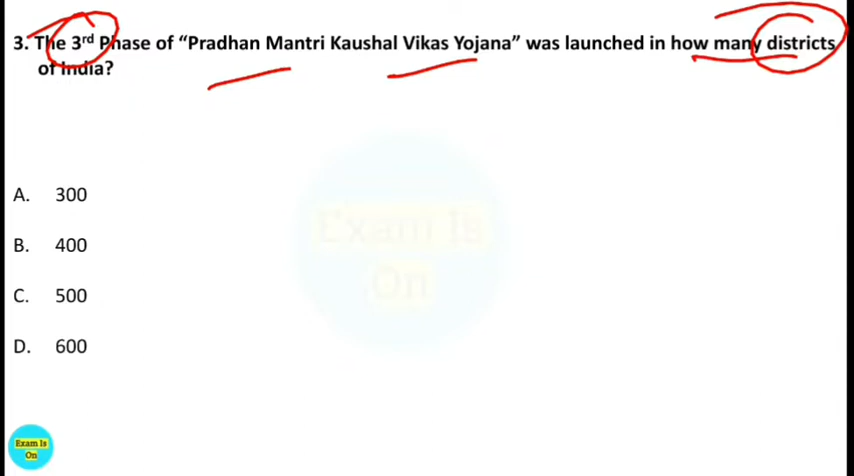 3. The 3rd Phase of “Pradhan Mantri Kaushal Vikas Yojana” was launched in how many districts
of India?
A. 300
B. 400
C. 500
D. 600
Exam Is
On
Exam Is
On